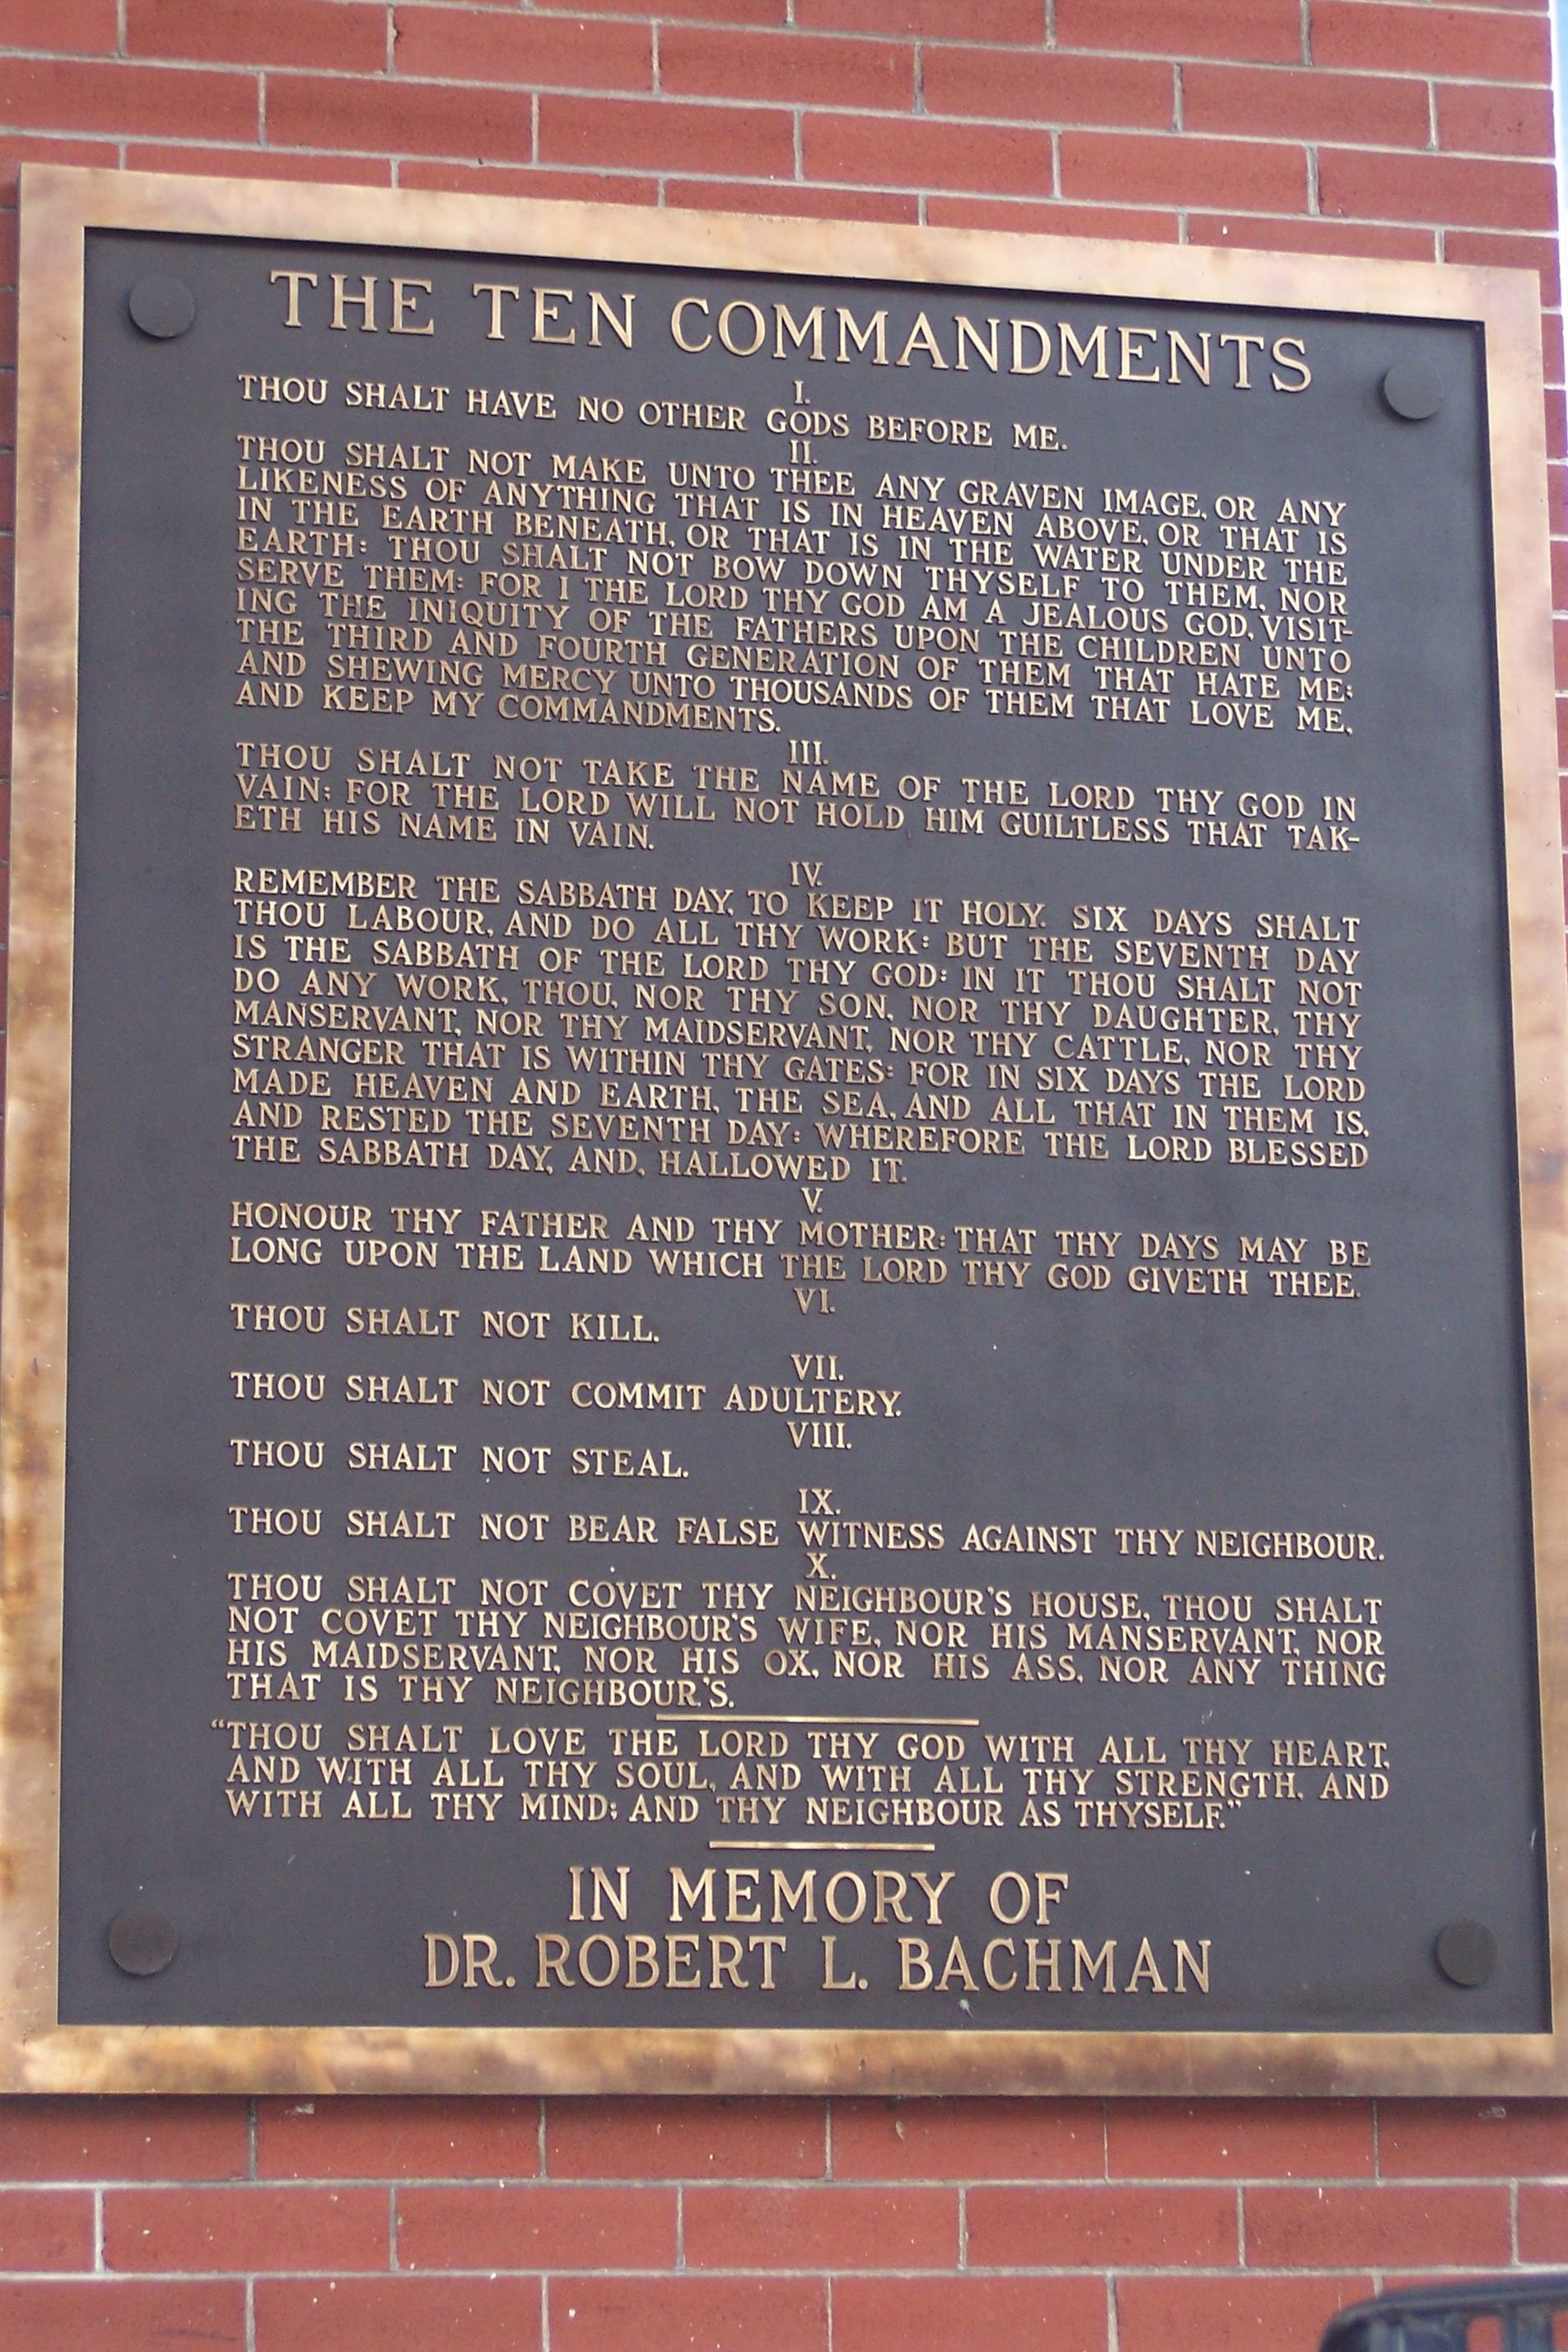 THE TEN COMMANDMENTS
I.
THOU SHALT HAVE NO OTHER GODS BEFORE ME.
II.
THOU SHALT NOT MAKE UNTO THEE ANY GRAVEN IMAGE, OR ANY
LIKENESS OF ANYTHING THAT IS IN HEAVEN ABOVE, OR THAT IS
IN THE EARTH BENEATH, OR THAT IS IN THE WATER UNDER THE
EARTH: THOU SHALT NOT BOW DOWN THYSELF TO THEM, NOR
SERVE THEM: FOR I THE LORD THY GOD AM A JEALOUS GOD, VISIT-
ING THE INIQUITY OF THE FATHERS UPON THE CHILDREN UNTO
THE THIRD AND FOURTH GENERATION OF THEM THAT HATE ME;
AND SHEWING MERCY UNTO THOUSANDS OF THEM THAT LOVE ME,
AND KEEP MY COMMANDMENTS.
III.
THOU SHALT NOT TAKE THE NAME OF THE LORD THY GOD IN
VAIN; FOR THE LORD WILL NOT HOLD HIM GUILTLESS THAT TAK-
ETH HIS NAME IN VAIN.
IV.
REMEMBER THE SABBATH DAY, TO KEEP IT HOLY. SIX DAYS SHALT
THOU LABOUR, AND DO ALL THY WORK: BUT THE SEVENTH DAY
IS THE SABBATH OF THE LORD THY GOD: IN IT THOU SHALT NOT
DO ANY WORK, THOU, NOR THY SON, NOR THY DAUGHTER, THY
MANSERVANT, NOR THY MAIDSERVANT, NOR THY CATTLE, NOR THY
STRANGER THAT IS WITHIN THY GATES: FOR IN SIX DAYS THE LORD
MADE HEAVEN AND EARTH, THE SEA, AND ALL THAT IN THEM IS,
AND RESTED THE SEVENTH DAY: WHEREFORE THE LORD BLESSED
THE SABBATH DAY, AND, HALLOWED IT.
V.
HONOUR THY FATHER AND THY MOTHER: THAT THY DAYS MAY BE
LONG UPON THE LAND WHICH THE LORD THY GOD GIVETH THEE.
VI.
THOU SHALT NOT KILL.
VII.
THOU SHALT NOT COMMIT ADULTERY.
VIII.
THOU SHALT NOT STEAL.
IX.
THOU SHALT NOT BEAR FALSE WITNESS AGAINST THY NEIGHBOUR.
X.
THOU SHALT NOT COVET THY NEIGHBOUR'S HOUSE, THOU SHALT
NOT COVET THY NEIGHBOUR'S WIFE, NOR HIS MANSERVANT, NOR
HIS MAIDSERVANT, NOR HIS OX, NOR HIS ASS, NOR ANY THING
THAT IS THY NEIGHBOUR'S.
"THOU SHALT LOVE THE LORD THY GOD WITH ALL THY HEART,
AND WITH ALL THY SOUL, AND WITH ALL THY STRENGTH, AND
WITH ALL THY MIND; AND THY NEIGHBOUR AS THYSELF."
IN MEMORY OF
DR. ROBERT L. BACHMAN